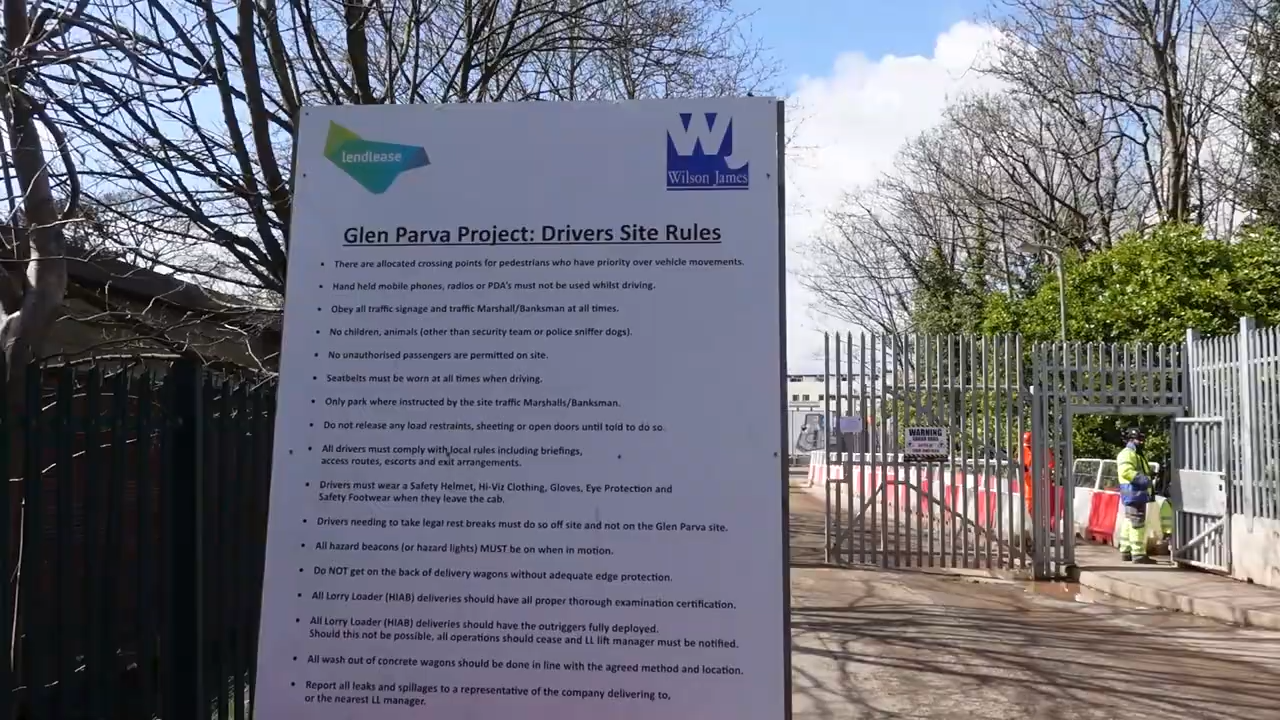 lendlease
WJ
Wilson James
Glen Parva Project: Drivers Site Rules
• There are allocated crossing points for pedestrians who have priority over vehicle movements.
• Hand held mobile phones, radios or PDA's must not be used whilst driving.
• Obey all traffic signage and traffic Marshall/Banksman at all times.
• No children, animals (other than security team or police sniffer dogs).
• No unauthorised passengers are permitted on site.
• Seatbelts must be worn at all times when driving.
• Only park where instructed by the site traffic Marshalls/Banksman.
• Do not release any load restraints, sheeting or open doors until told to do so.
• All drivers must comply with local rules including briefings,
access routes, escorts and exit arrangements.
• Drivers must wear a Safety Helmet, Hi-Viz Clothing, Gloves, Eye Protection and
Safety Footwear when they leave the cab.
• Drivers needing to take legal rest breaks must do so off site and not on the Glen Parva site.
• All hazard beacons (or hazard lights) MUST be on when in motion.
• Do NOT get on the back of delivery wagons without adequate edge protection.
• All Lorry Loader (HIAB) deliveries should have all proper thorough examination certification.
• All Lorry Loader (HIAB) deliveries should have the outriggers fully deployed.
Should this not be possible, all operations should cease and LL lift manager must be notified.
• All wash out of concrete wagons should be done in line with the agreed method and location.
• Report all leaks and spillages to a representative of the company delivering to,
or the nearest LL manager.
WARNING